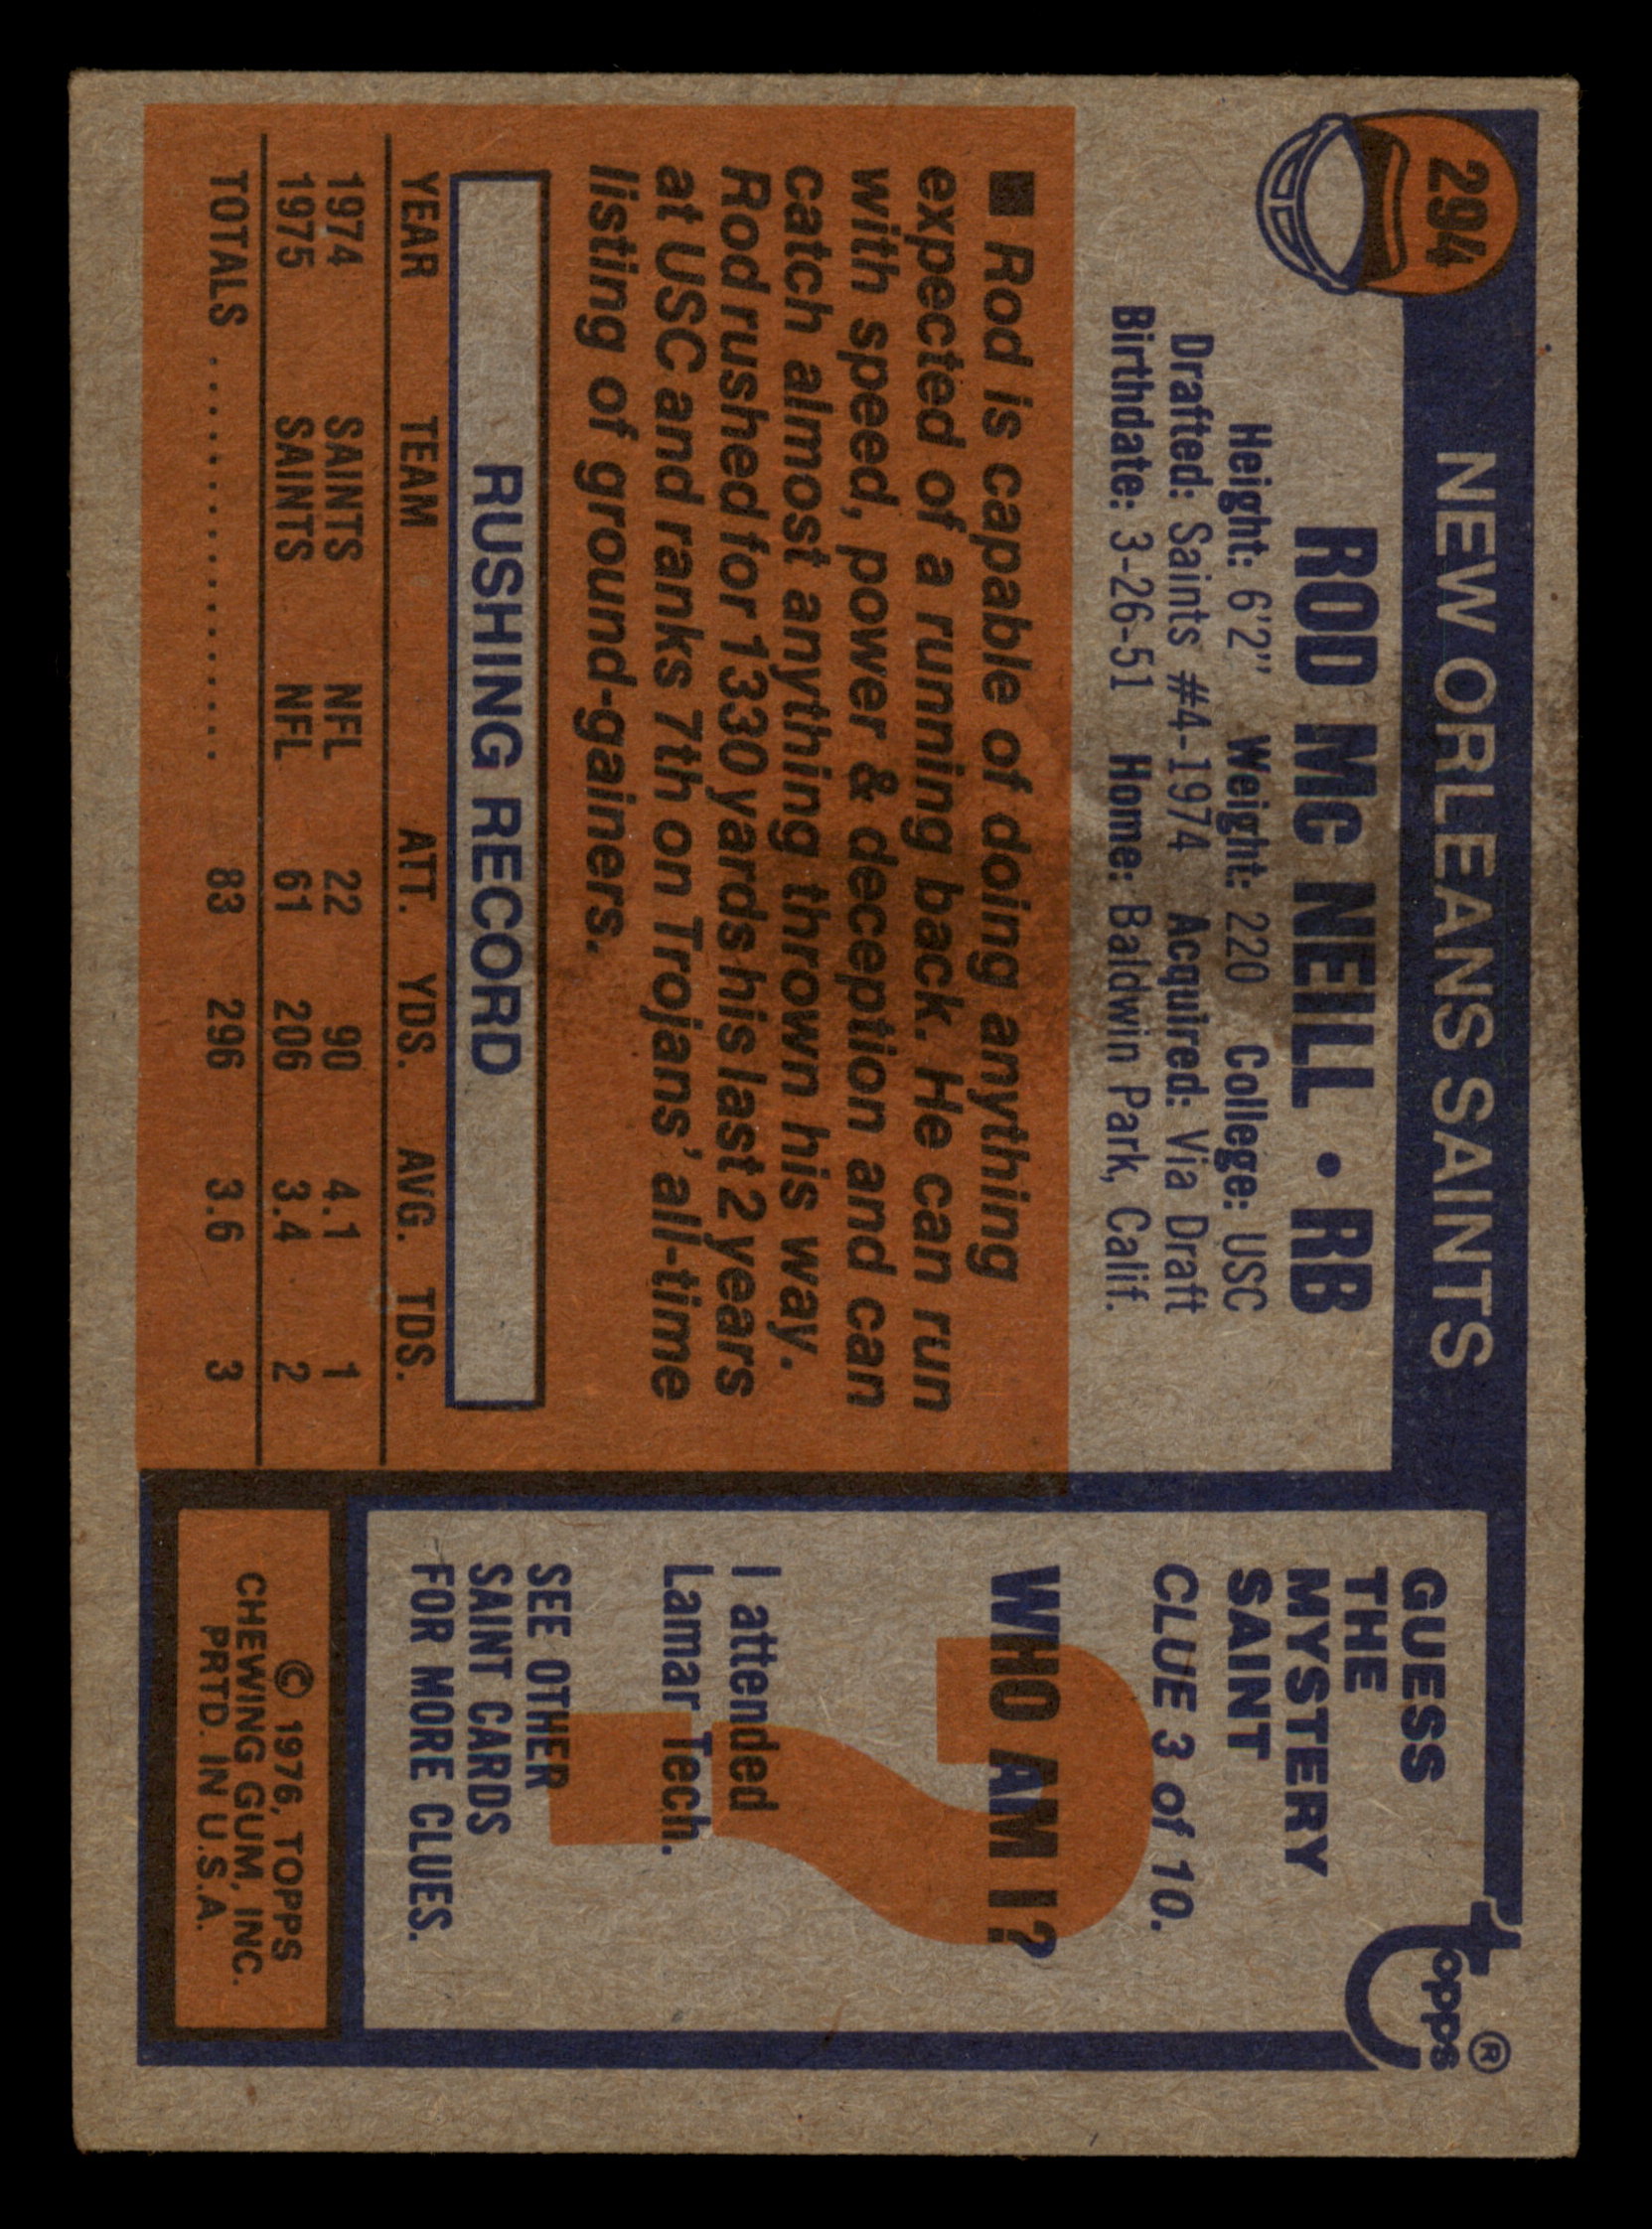 294
NEW ORLEANS SAINTS
ROD MC NEILL • RB
Height: 6'2" Weight: 220 College: USC
Drafted: Saints #4-1974 Acquired: Via Draft
Birthdate: 3-26-51 Home: Baldwin Park, Calif.
■ Rod is capable of doing anything
expected of a running back. He can run
with speed, power & deception and can
catch almost anything thrown his way.
Rod rushed for 1330 yards his last 2 years
at USC and ranks 7th on Trojans' all-time
listing of ground-gainers.
RUSHING RECORD
YEAR TEAM ATT. YDS. AVG. TDS.
1974 SAINTS NFL 22 90 4.1 1
1975 SAINTS NFL 61 206 3.4 2
TOTALS .................... 83 296 3.6 3
topps®
GUESS
THE
MYSTERY
SAINT
CLUE 3 of 10.
WHO AM I?
I attended
Lamar Tech.
SEE OTHER
SAINT CARDS
FOR MORE CLUES.
© 1976, TOPPS
CHEWING GUM, INC.
PRTD. IN U.S.A.